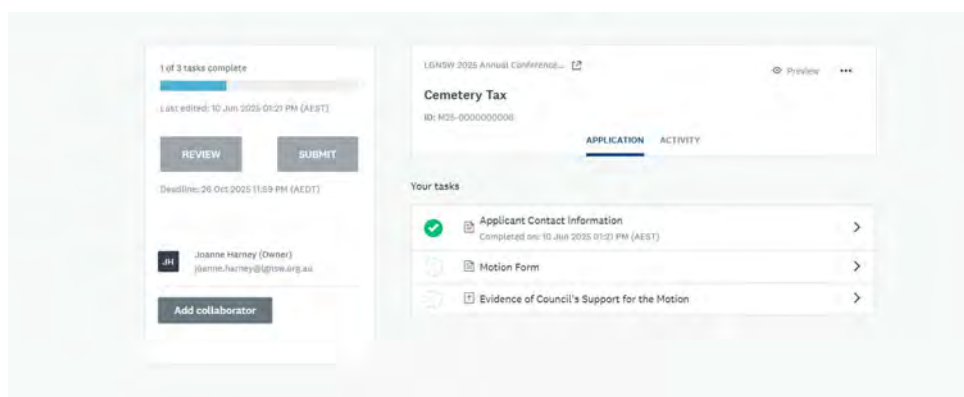 1 of 3 tasks complete
Last edited: 10 Jun 2025 01:21 PM (AEST)
REVIEW
SUBMIT
Deadline: 26 Oct 2025 11:59 PM (AEDT)
JH
Joanne Harney (Owner)
joanne.harney@lgnsw.org.au
Add collaborator
LGNSW 2025 Annual Conference...
Preview
Cemetery Tax
ID: M25-0000000008
APPLICATION
ACTIVITY
Your tasks
Applicant Contact Information
Completed on: 10 Jun 2025 01:21 PM (AEST)
Motion Form
Evidence of Council's Support for the Motion